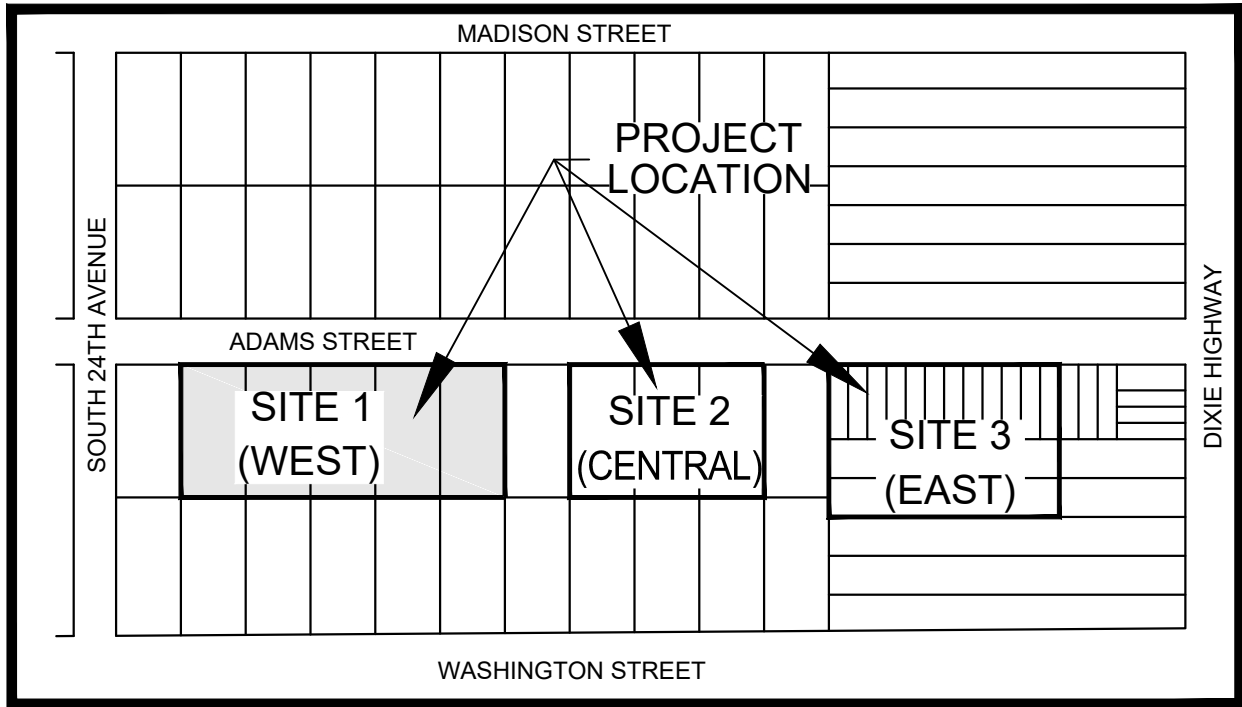 MADISON STREET
PROJECT
LOCATION
SOUTH 24TH AVENUE
ADAMS STREET
DIXIE HIGHWAY
SITE 1
(WEST)
SITE 2
(CENTRAL)
SITE 3
(EAST)
WASHINGTON STREET